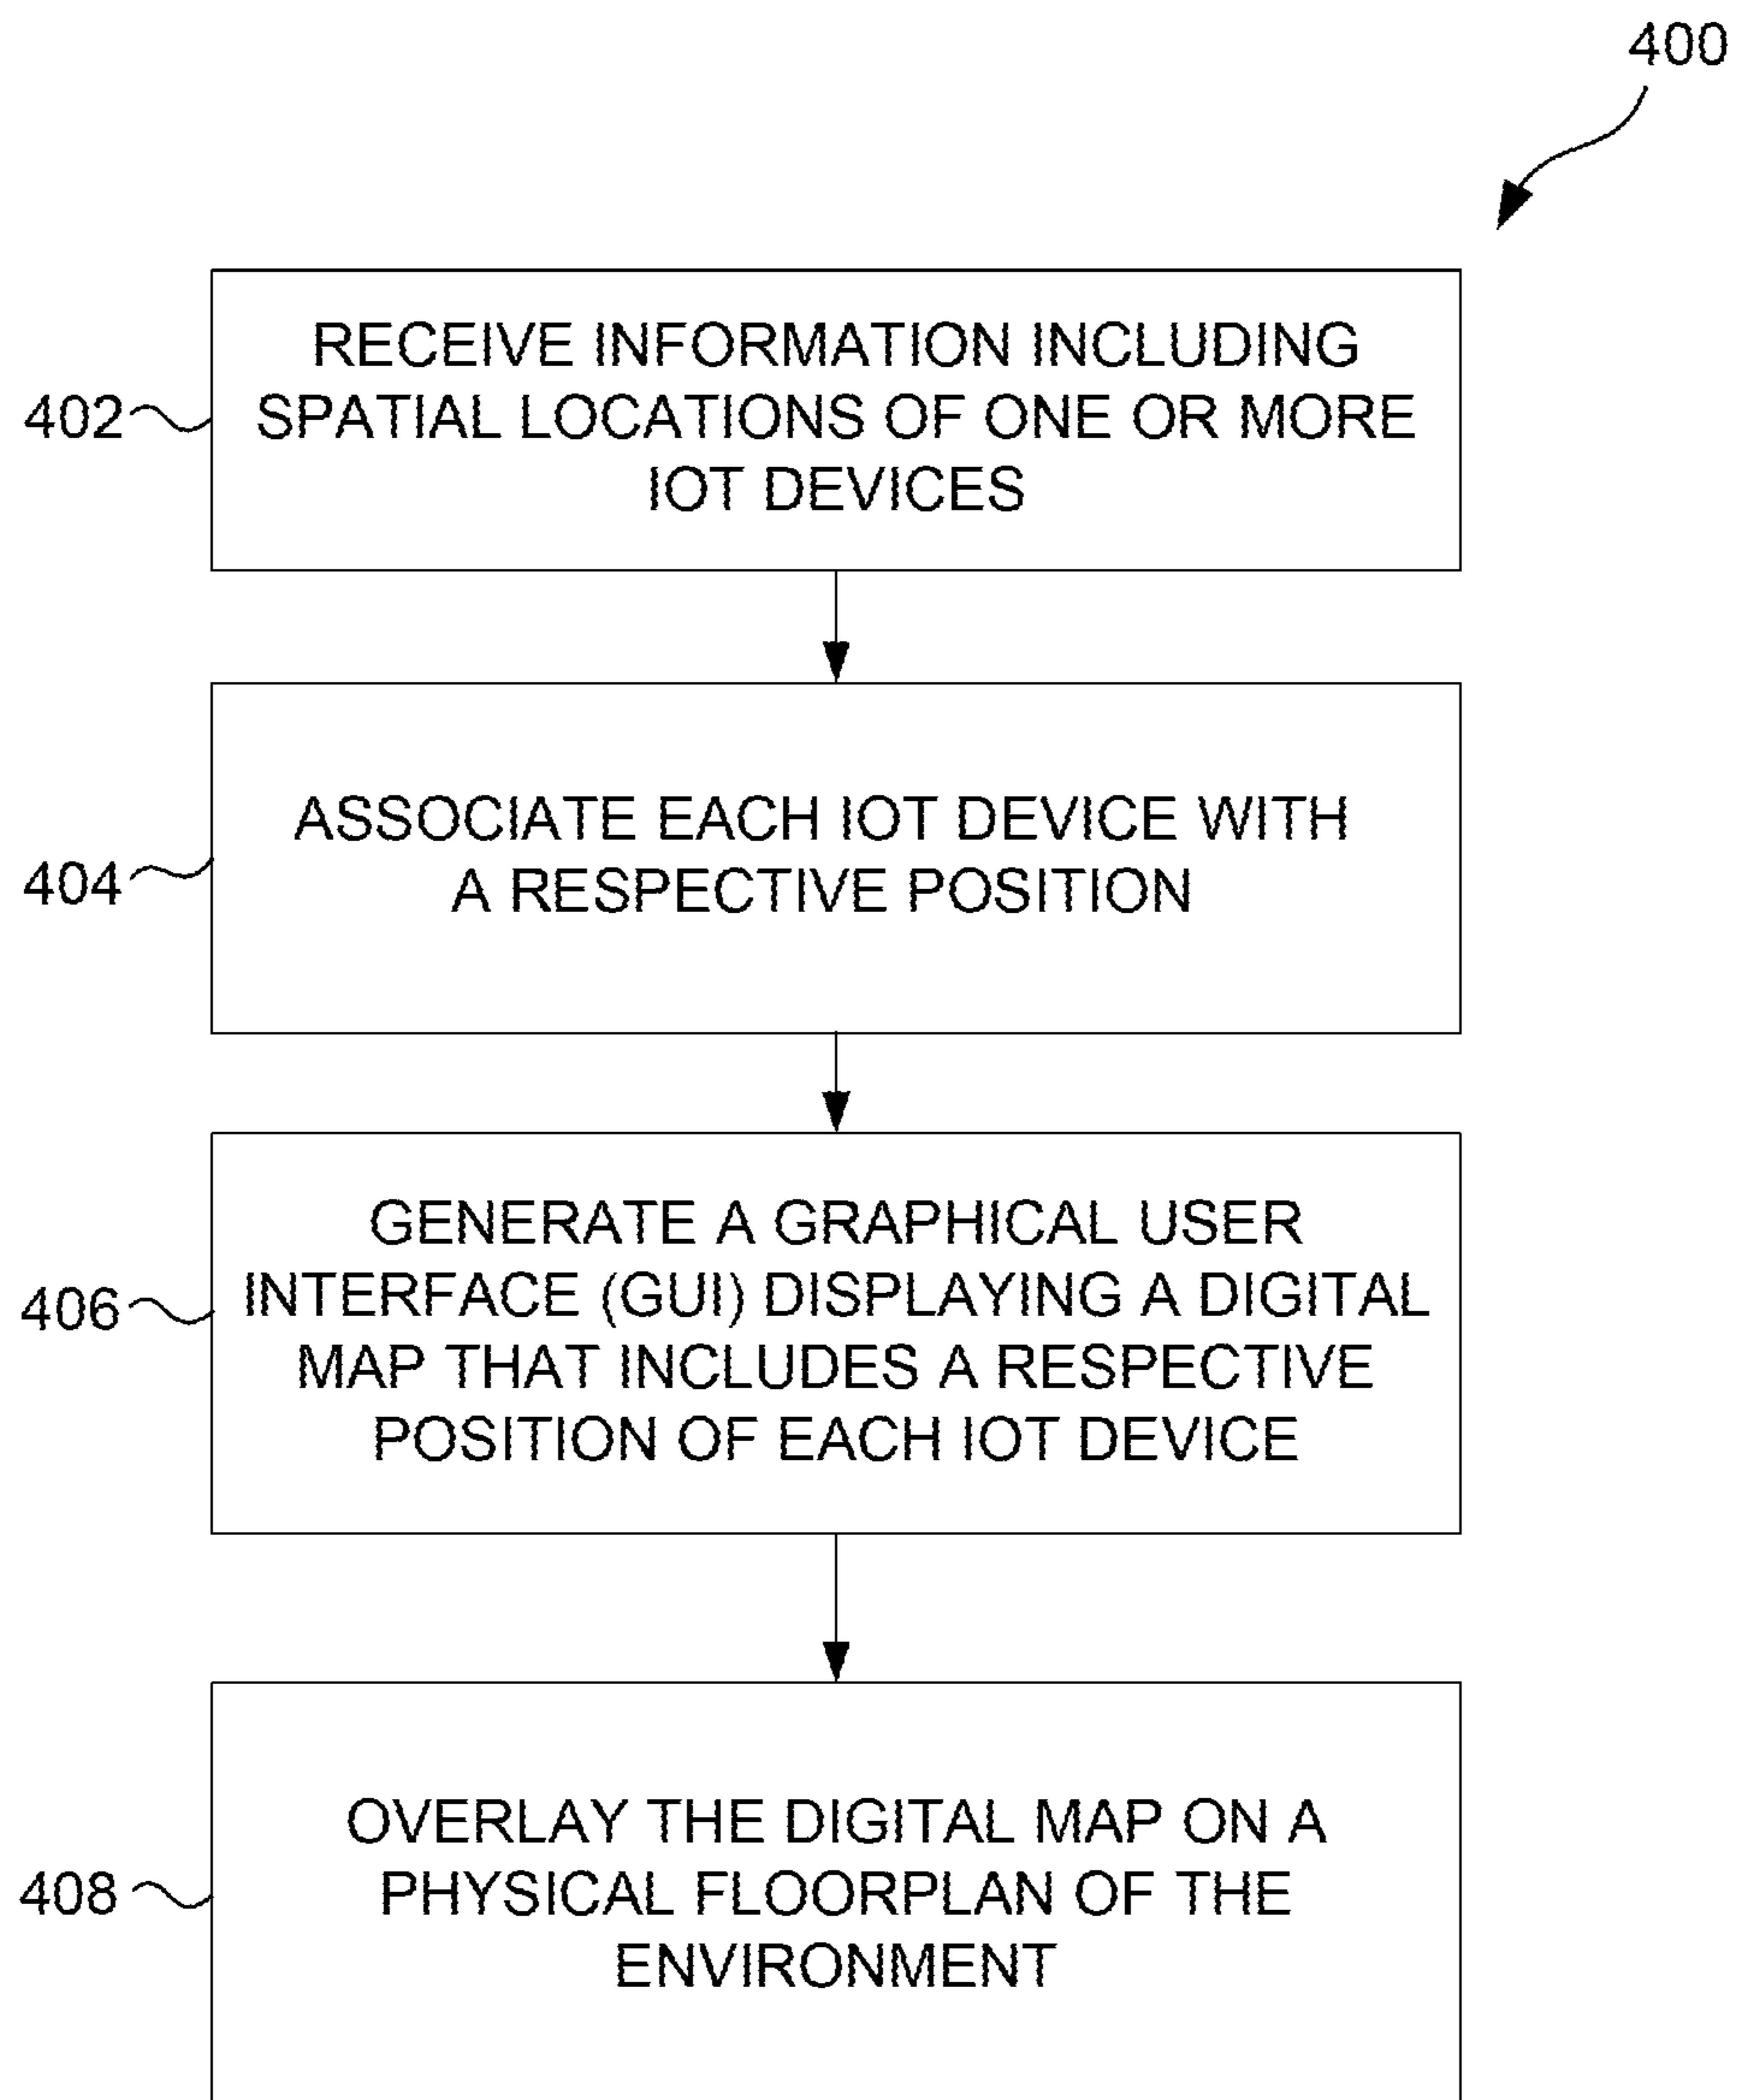 400
RECEIVE INFORMATION INCLUDING
402
SPATIAL LOCATIONS OF ONE OR MORE
IOT DEVICES
ASSOCIATE EACH IOT DEVICE WITH
404
A RESPECTIVE POSITION
GENERATE A GRAPHICAL USER
406
INTERFACE (GUI) DISPLAYING A DIGITAL
MAP THAT INCLUDES A RESPECTIVE
POSITION OF EACH IOT DEVICE
OVERLAY THE DIGITAL MAP ON A
408
PHYSICAL FLOORPLAN OF THE
ENVIRONMENT